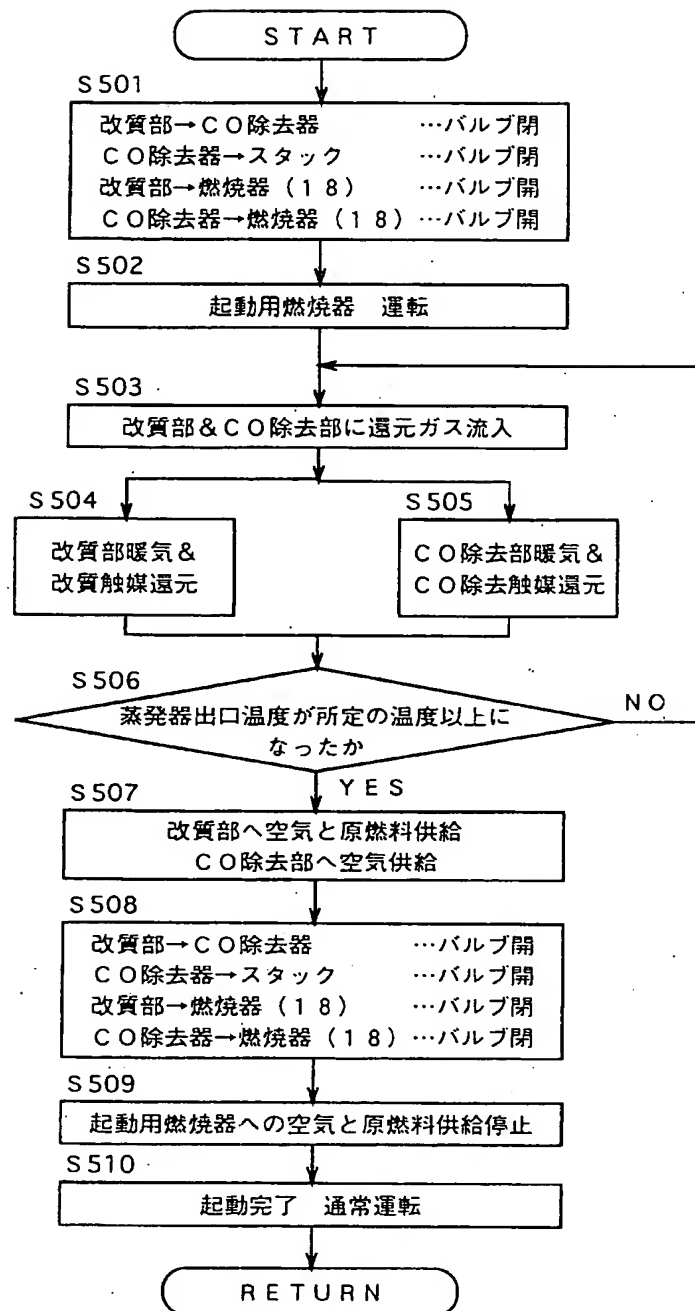 START
S501
改質部→CO除去器 …バルブ閉
CO除去器→スタック …バルブ閉
改質部→燃焼器（18） …バルブ開
CO除去器→燃焼器（18）…バルブ開
S502
起動用燃焼器 運転
S503
改質部＆CO除去部に還元ガス流入
S504
改質部暖気＆
改質触媒還元
S505
CO除去部暖気＆
CO除去触媒還元
S506
蒸発器出口温度が所定の温度以上に
なったか
NO
YES
S507
改質部へ空気と原燃料供給
CO除去部へ空気供給
S508
改質部→CO除去器 …バルブ開
CO除去器→スタック …バルブ開
改質部→燃焼器（18） …バルブ閉
CO除去器→燃焼器（18）…バルブ閉
S509
起動用燃焼器への空気と原燃料供給停止
S510
起動完了 通常運転
RETURN